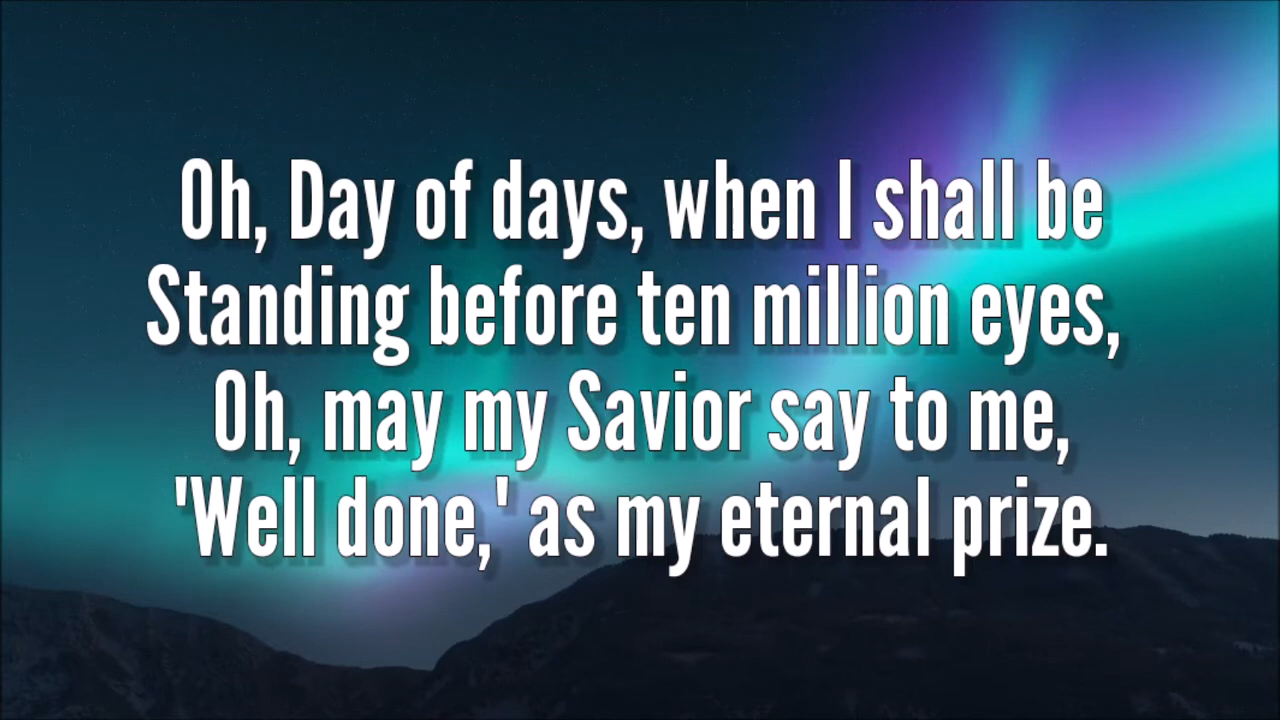 Oh, Day of days, when I shall be
Standing before ten million eyes,
Oh, may my Savior say to me,
'Well done,' as my eternal prize.